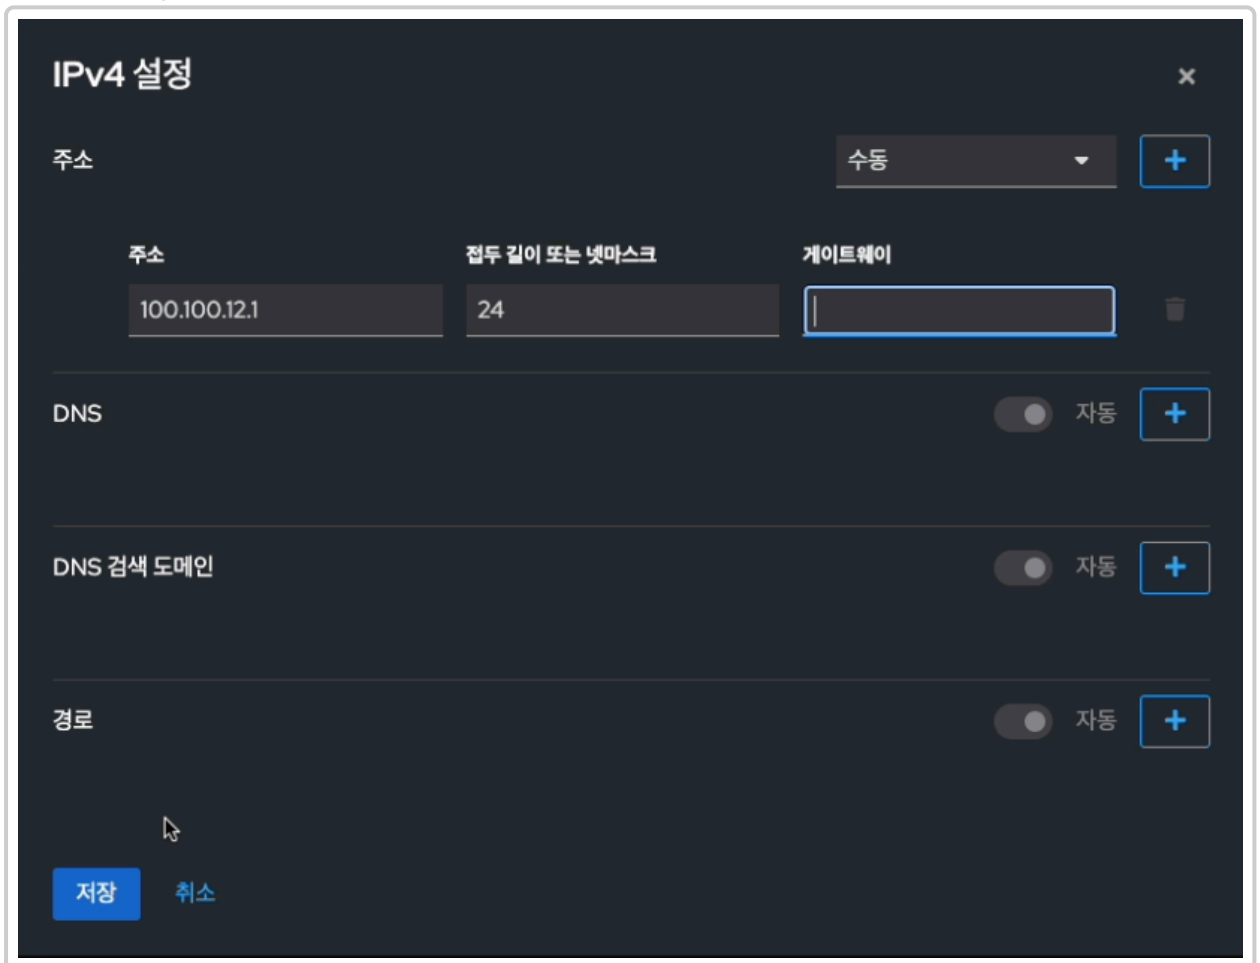 IPv4 설정
주소 수동
주소 접두 길이 또는 넷마스크 게이트웨이
100.100.12.1 24
DNS 자동
DNS 검색 도메인 자동
경로 자동
저장 취소